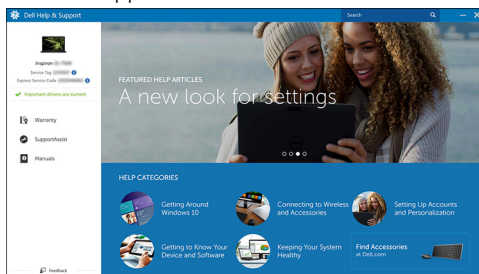 Dell Help & Support
Search
Inspiron
Service Tag
Express Service Code
Important drivers are current
Warranty
SupportAssist
Manuals
Feedback
FEATURED HELP ARTICLES
A new look for settings
HELP CATEGORIES
Getting Around
Windows 10
Connecting to Wireless
and Accessories
Setting Up Accounts
and Personalization
Getting to Know Your
Device and Software
Keeping Your System
Healthy
Find Accessories
at Dell.com